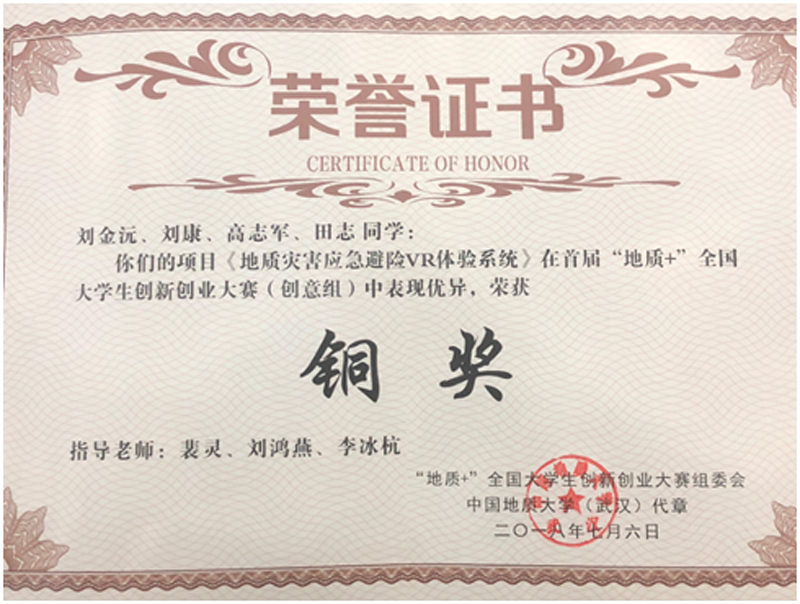 荣誉证书
CERTIFICATE OF HONOR
刘金沅、刘康、高志军、田志同学：
你们的项目《地质灾害应急避险VR体验系统》在首届“地质+”全国
大学生创新创业大赛（创意组）中表现优异，荣获
铜奖
指导老师：裴灵、刘鸿燕、李冰杭
“地质+”全国大学生创新创业大赛组委会
中国地质大学（武汉）代章
二〇一八年七月六日